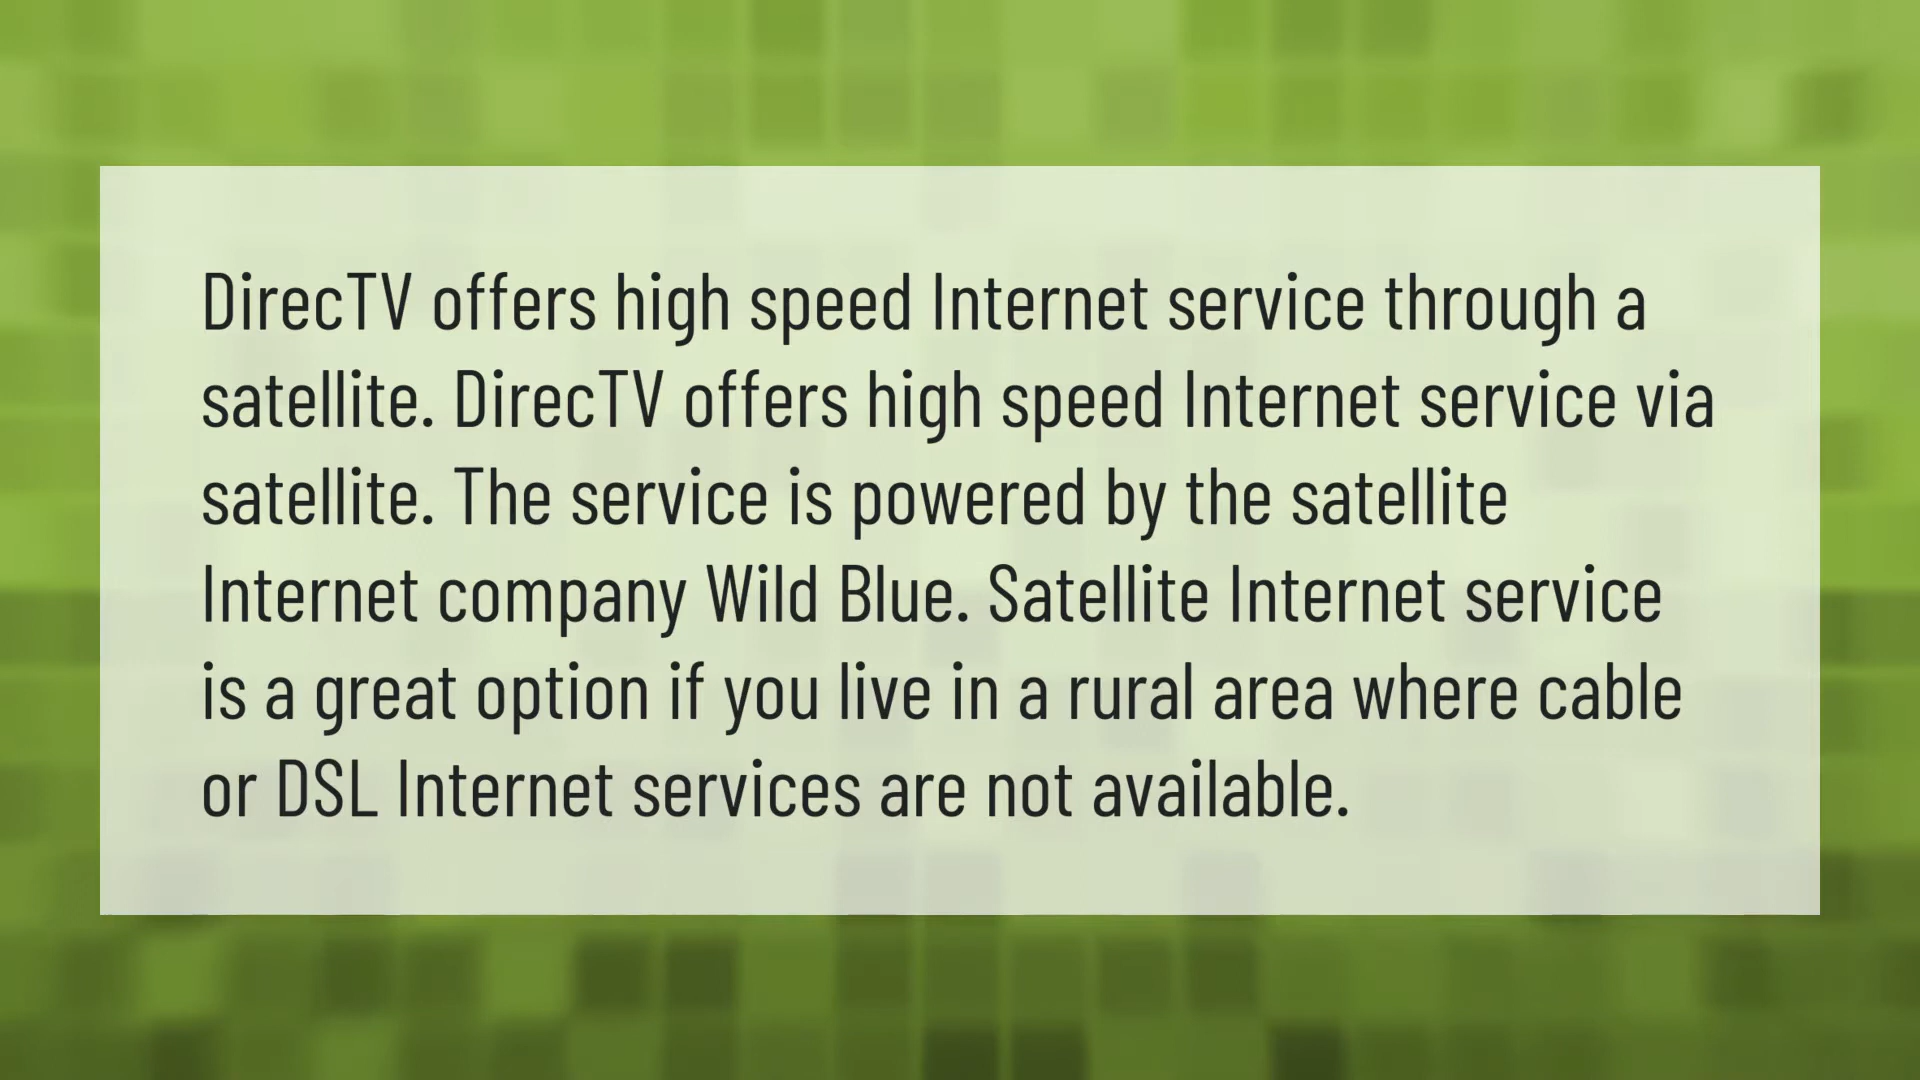 DirecTV offers high speed Internet service through a
satellite. DirecTV offers high speed Internet service via
satellite. The service is powered by the satellite
Internet company Wild Blue. Satellite Internet service
is a great option if you live in a rural area where cable
or DSL Internet services are not available.